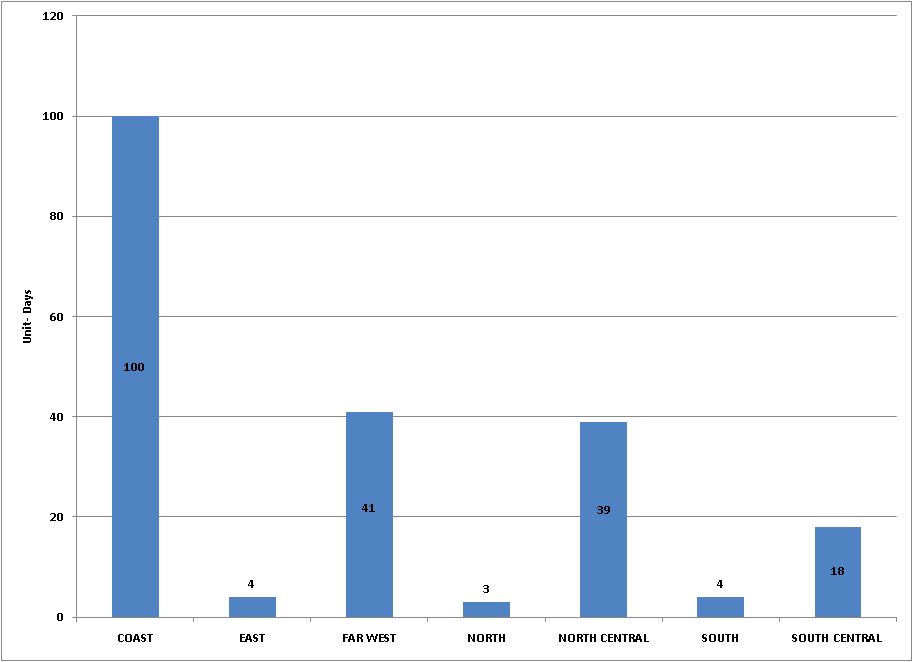 120
100
80
60
40
20
0
Unit- Days
100
4
41
3
39
4
18
COAST
EAST
FAR WEST
NORTH
NORTH CENTRAL
SOUTH
SOUTH CENTRAL